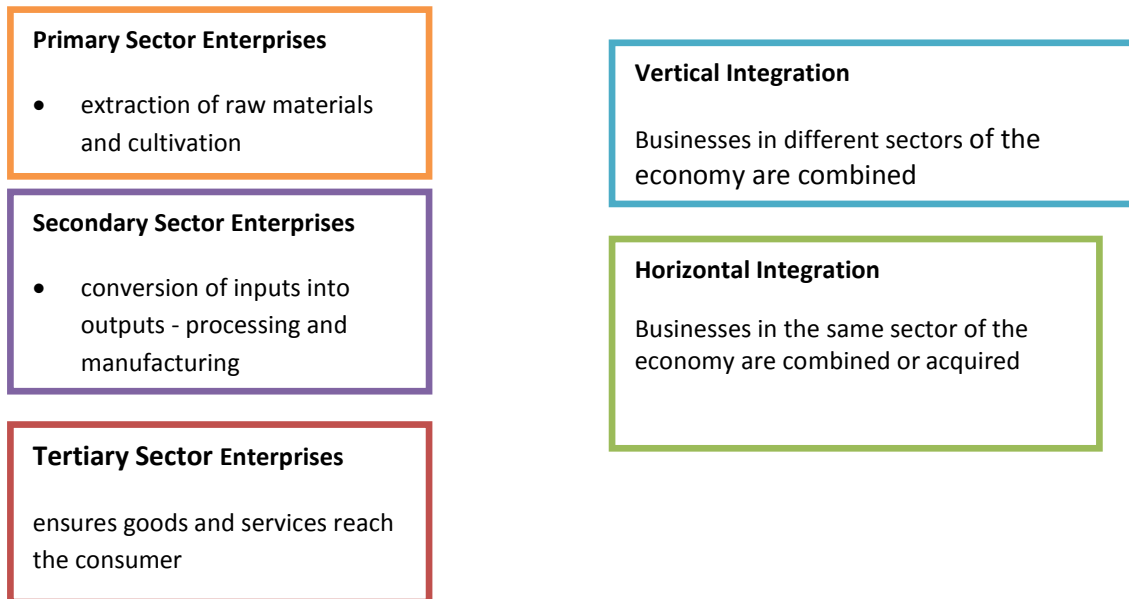 Primary Sector Enterprises
• extraction of raw materials
and cultivation
Secondary Sector Enterprises
• conversion of inputs into
outputs - processing and
manufacturing
Tertiary Sector Enterprises
ensures goods and services reach
the consumer
Vertical Integration
Businesses in different sectors of the
economy are combined
Horizontal Integration
Businesses in the same sector of the
economy are combined or acquired